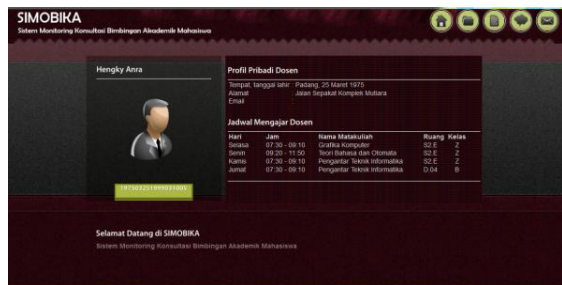 SIMOBIKA
Sistem Monitoring Konsultasi Bimbingan Akademik Mahasiswa
Hengky Anra
Profil Pribadi Dosen
Tempat, tanggal lahir : Padang, 25 Maret 1975
Alamat : Jalan Sepakat Komplek Mutiara
Email
Jadwal Mengajar Dosen
Hari Jam Nama Matakuliah Ruang Kelas
Selasa 07:30 - 09:10 Grafika Komputer S2.E Z
Senin 09:20 - 11:50 Teori Bahasa dan Otomata S2.E Z
Kamis 07:30 - 09:10 Pengantar Teknik Informatika S2.E Z
Jumat 07:30 - 09:10 Pengantar Teknik Informatika D.04 B
Selamat Datang di SIMOBIKA
Sistem Monitoring Konsultasi Bimbingan Akademik Mahasiswa